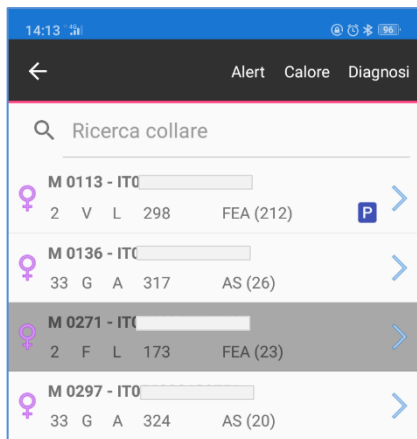 14:13 4G 96
Alert Calore Diagnosi
Ricerca collare
M 0113 - IT0
2 V L 298 FEA (212) P
M 0136 - IT0
33 G A 317 AS (26)
M 0271 - IT0
2 F L 173 FEA (23)
M 0297 - IT0
33 G A 324 AS (20)